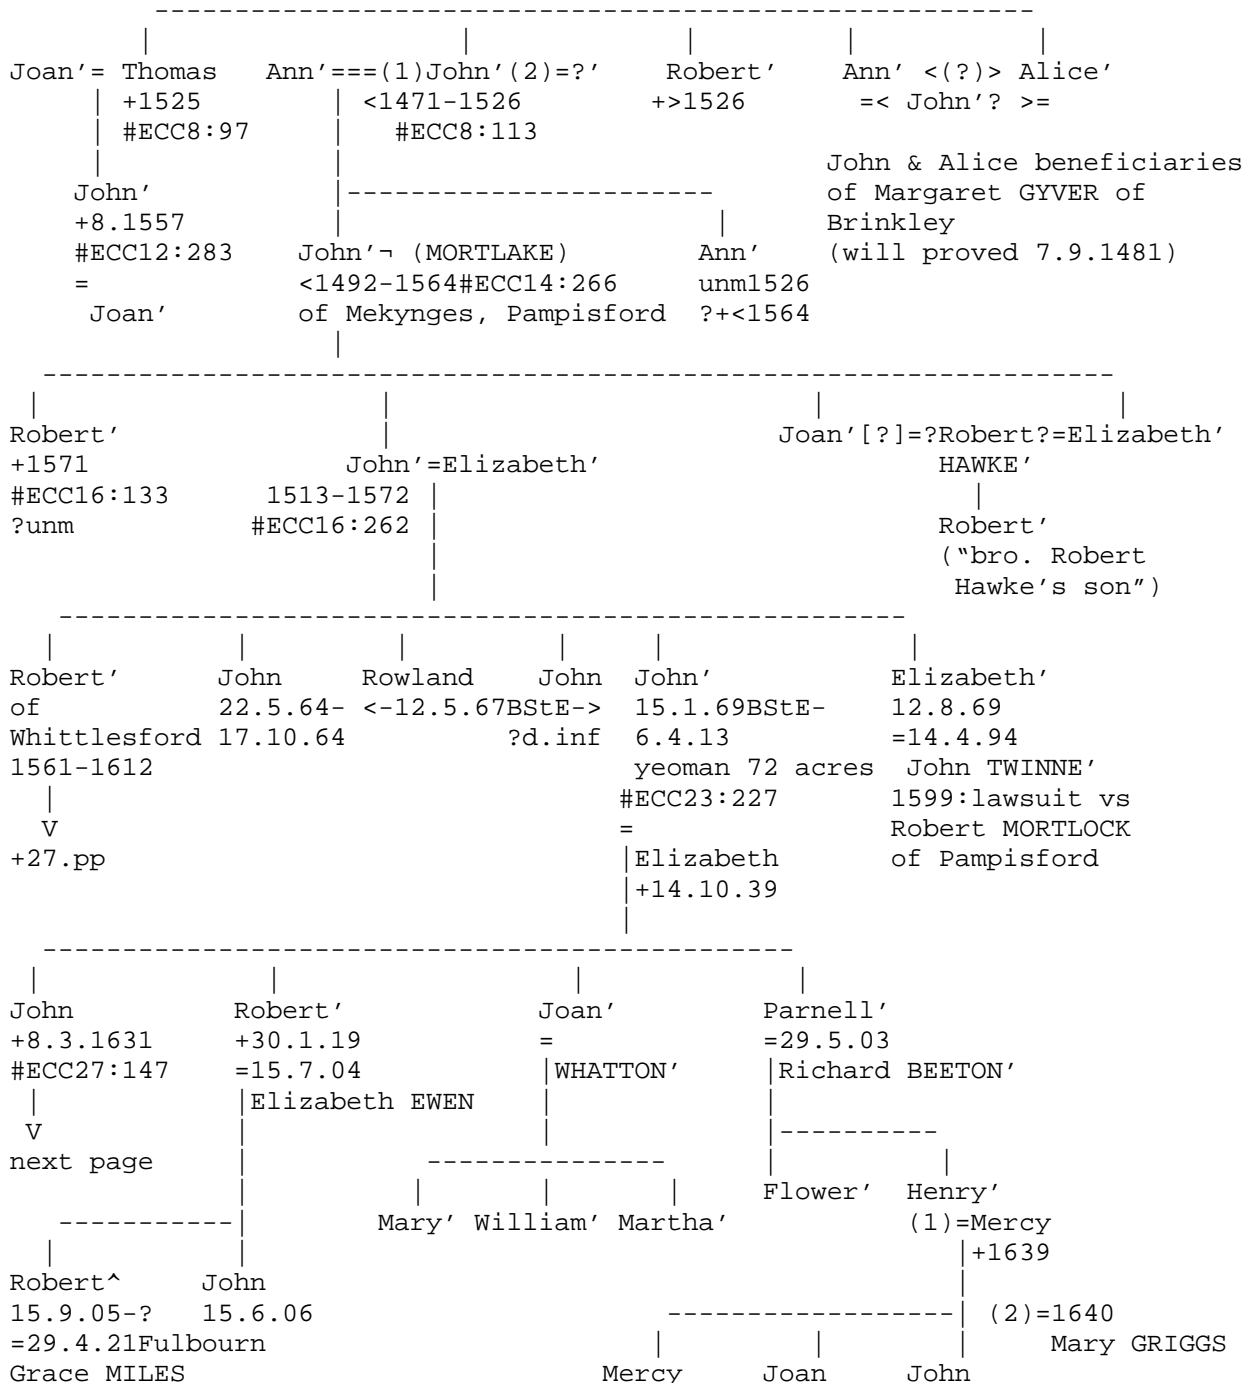 Joan'= Thomas Ann'===(1)John'(2)=?' Robert' Ann' <(?)> Alice'
+1525 <1471-1526 +>1526 =< John'? >=
#ECC8:97 #ECC8:113
John & Alice beneficiaries
John' of Margaret GYVER of
+8.1557 Brinkley
#ECC12:283 John'¬ (MORTLAKE) Ann' (will proved 7.9.1481)
= <1492-1564#ECC14:266 unm1526
Joan' of Mekynges, Pampisford ?+<1564
Robert' Joan'[?]=?Robert?=Elizabeth'
+1571 John'=Elizabeth' HAWKE'
#ECC16:133 1513-1572
?unm #ECC16:262 Robert'
("bro. Robert
Hawke's son")
Robert' John Rowland John John' Elizabeth'
of 22.5.64- <-12.5.67BStE-> 15.1.69BStE- 12.8.69
Whittlesford 17.10.64 ?d.inf 6.4.13 =14.4.94
1561-1612 yeoman 72 acres John TWINNE'
#ECC23:227 1599:lawsuit vs
V = Robert MORTLOCK
+27.pp Elizabeth of Pampisford
+14.10.39
John Robert' Joan' Parnell'
+8.3.1631 +30.1.19 = =29.5.03
#ECC27:147 =15.7.04 WHATTON' Richard BEETON'
Elizabeth EWEN
V
next page
Flower' Henry'
Mary' William' Martha' (1)=Mercy
+1639
Robert^ John
15.9.05-? 15.6.06 (2)=1640
=29.4.21Fulbourn Mary GRIGGS
Grace MILES Mercy Joan John